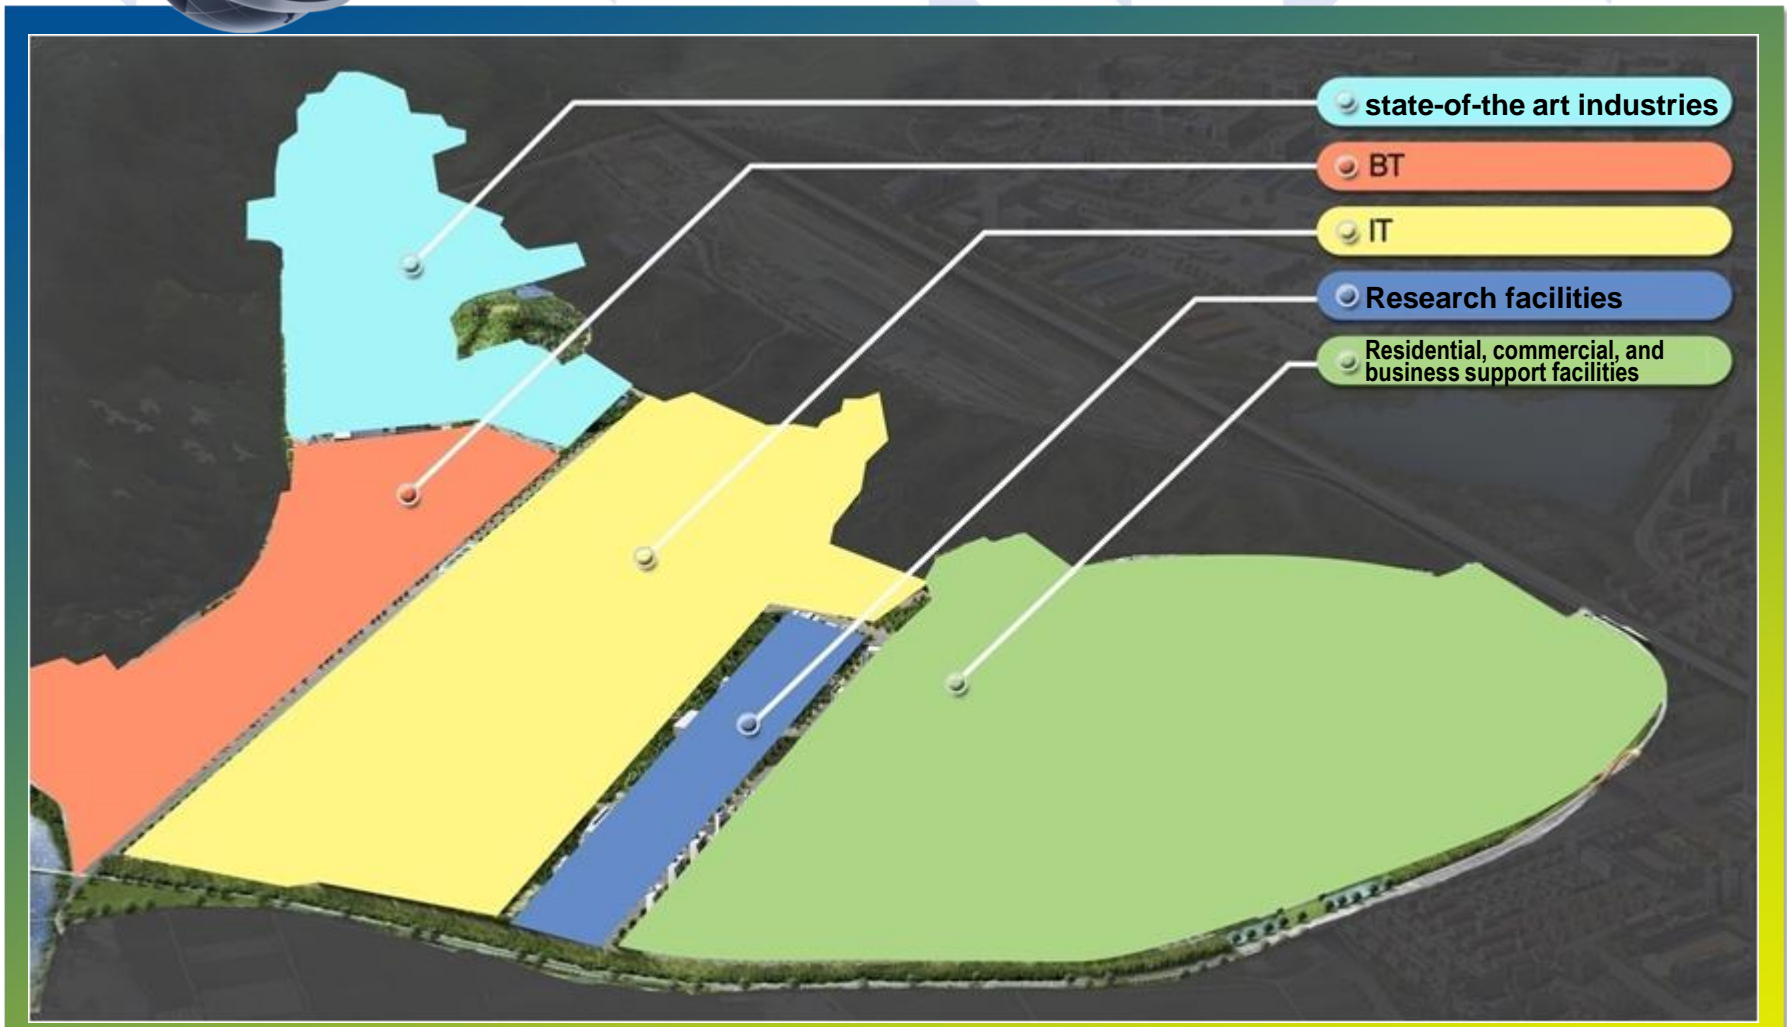 state-of-the art industries
BT
IT
Research facilities
Residential, commercial, and
business support facilities